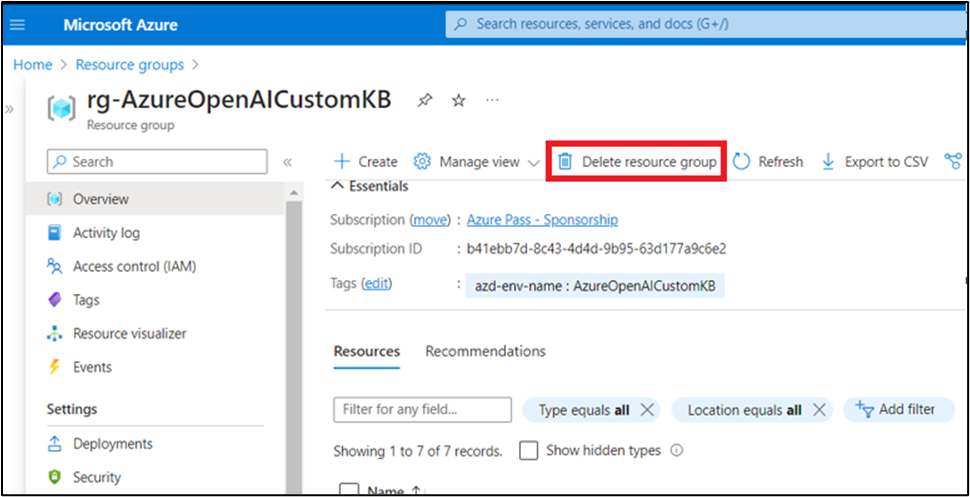 Microsoft Azure
Search resources, services, and docs (G+/)
Home > Resource groups >
rg-AzureOpenAICustomKB
Resource group
Search
Create Manage view Delete resource group Refresh Export to CSV
Essentials
Overview
Activity log
Access control (IAM)
Tags
Resource visualizer
Events
Settings
Deployments
Security
Subscription (move) : Azure Pass - Sponsorship
Subscription ID : b41ebb7d-8c43-4d4d-9b95-63d177a9c6e2
Tags (edit) : azd-env-name : AzureOpenAICustomKB
Resources Recommendations
Filter for any field... Type equals all Location equals all Add filter
Showing 1 to 7 of 7 records. Show hidden types
Name